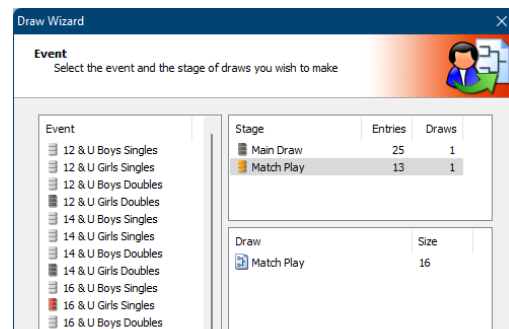 Draw Wizard
Event
Select the event and the stage of draws you wish to make
Event
12 & U Boys Singles
12 & U Girls Singles
12 & U Boys Doubles
12 & U Girls Doubles
14 & U Boys Singles
14 & U Girls Singles
14 & U Boys Doubles
14 & U Girls Doubles
16 & U Boys Singles
16 & U Girls Singles
16 & U Boys Doubles
Stage Entries Draws
Main Draw 25 1
Match Play 13 1
Draw Size
Match Play 16